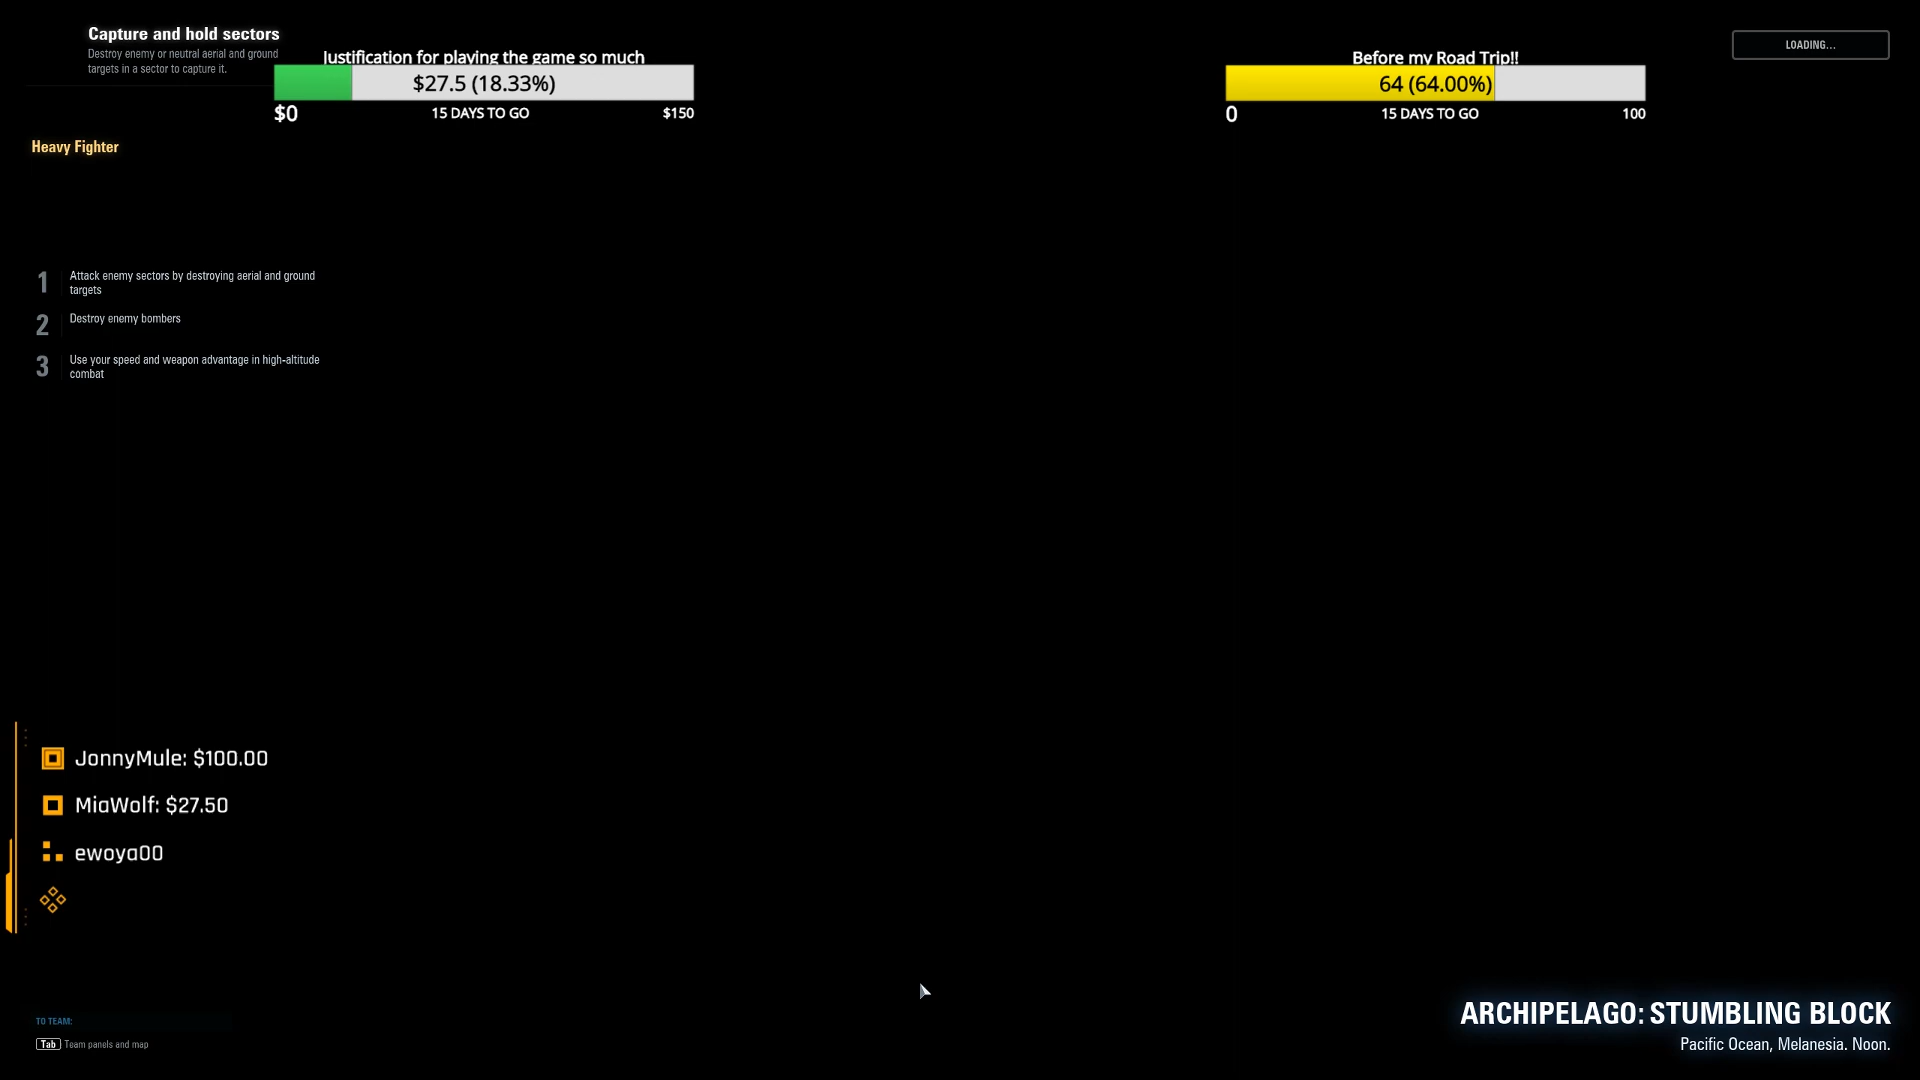 Capture and hold sectors
Destroy enemy or neutral aerial and ground
targets in a sector to capture it.
Justification for playing the game so much
$27.5 (18.33%)
$0
15 DAYS TO GO
$150
Before my Road Trip!!
64 (64.00%)
0
15 DAYS TO GO
100
LOADING...
Heavy Fighter
1 Attack enemy sectors by destroying aerial and ground
targets
2 Destroy enemy bombers
3 Use your speed and weapon advantage in high-altitude
combat
JonnyMule: $100.00
MiaWolf: $27.50
ewoya00
TO TEAM:
Tab Team panels and map
ARCHIPELAGO: STUMBLING BLOCK
Pacific Ocean, Melanesia. Noon.